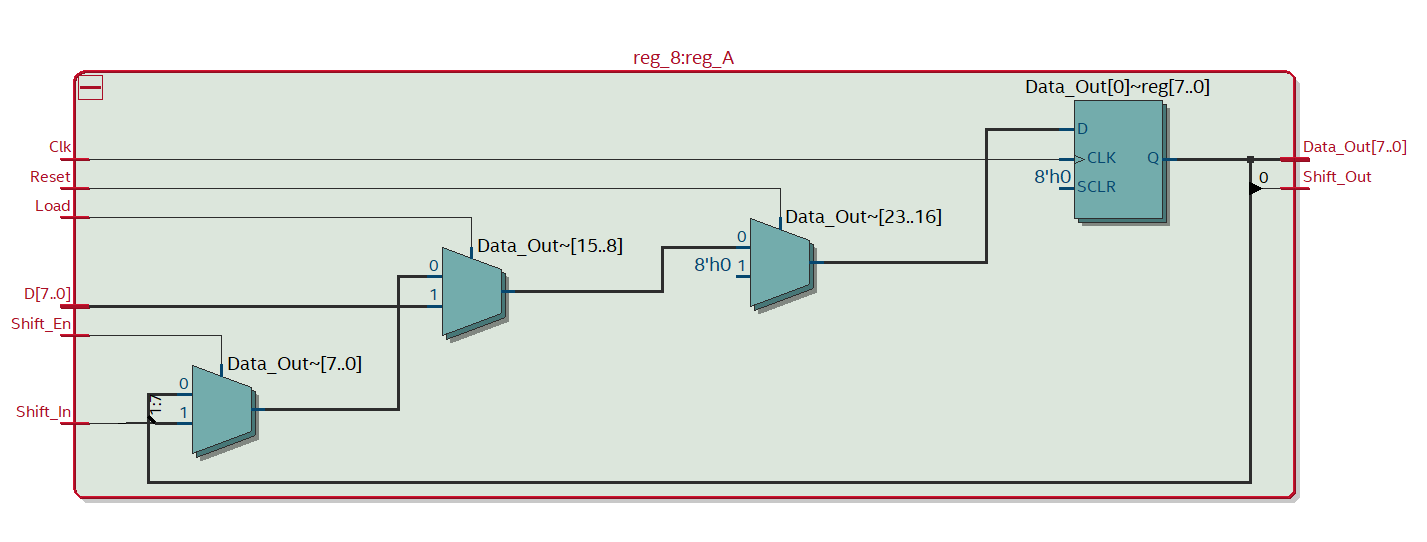 reg_8:reg_A
Data_Out[0]~reg[7..0]
D
Clk
CLK
Q
Data_Out[7..0]
Reset
8'h0
SCLR
0
Shift_Out
Load
Data_Out~[23..16]
0
8'h0
1
Data_Out~[15..8]
0
D[7..0]
1
Shift_En
Data_Out~[7..0]
0
1:7
Shift_In
1